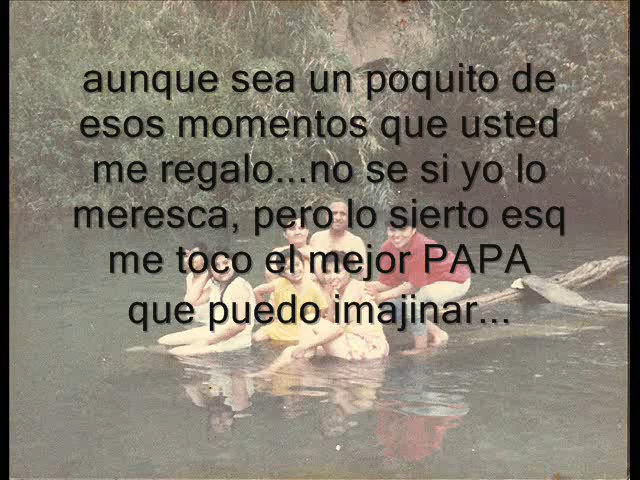 aunque sea un poquito de
esos momentos que usted
me regalo...no se si yo lo
meresca, pero lo sierto esq
me toco el mejor PAPA
que puedo imajinar...